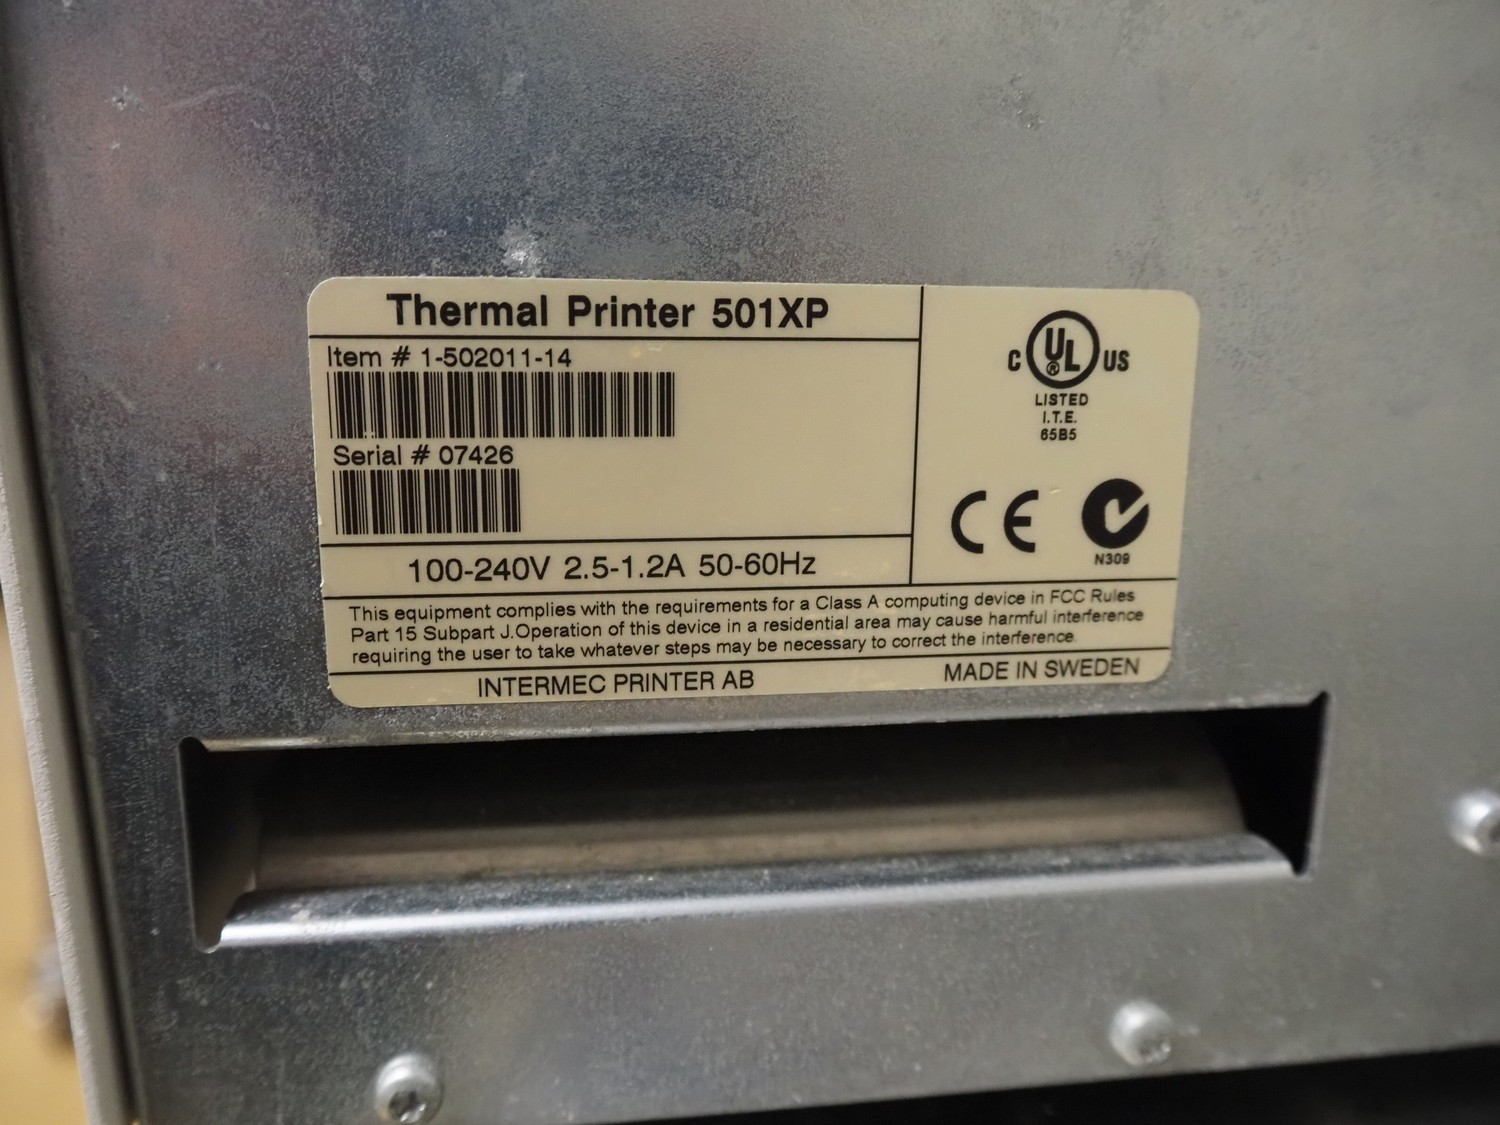 Thermal Printer 501XP
Item # 1-502011-14
Serial # 07426
100-240V 2.5-1.2A 50-60Hz
C UL ® US
LISTED
I.T.E.
65B5
CE
N309
This equipment complies with the requirements for a Class A computing device in FCC Rules
Part 15 Subpart J.Operation of this device in a residential area may cause harmful interference
requiring the user to take whatever steps may be necessary to correct the interference.
INTERMEC PRINTER AB MADE IN SWEDEN